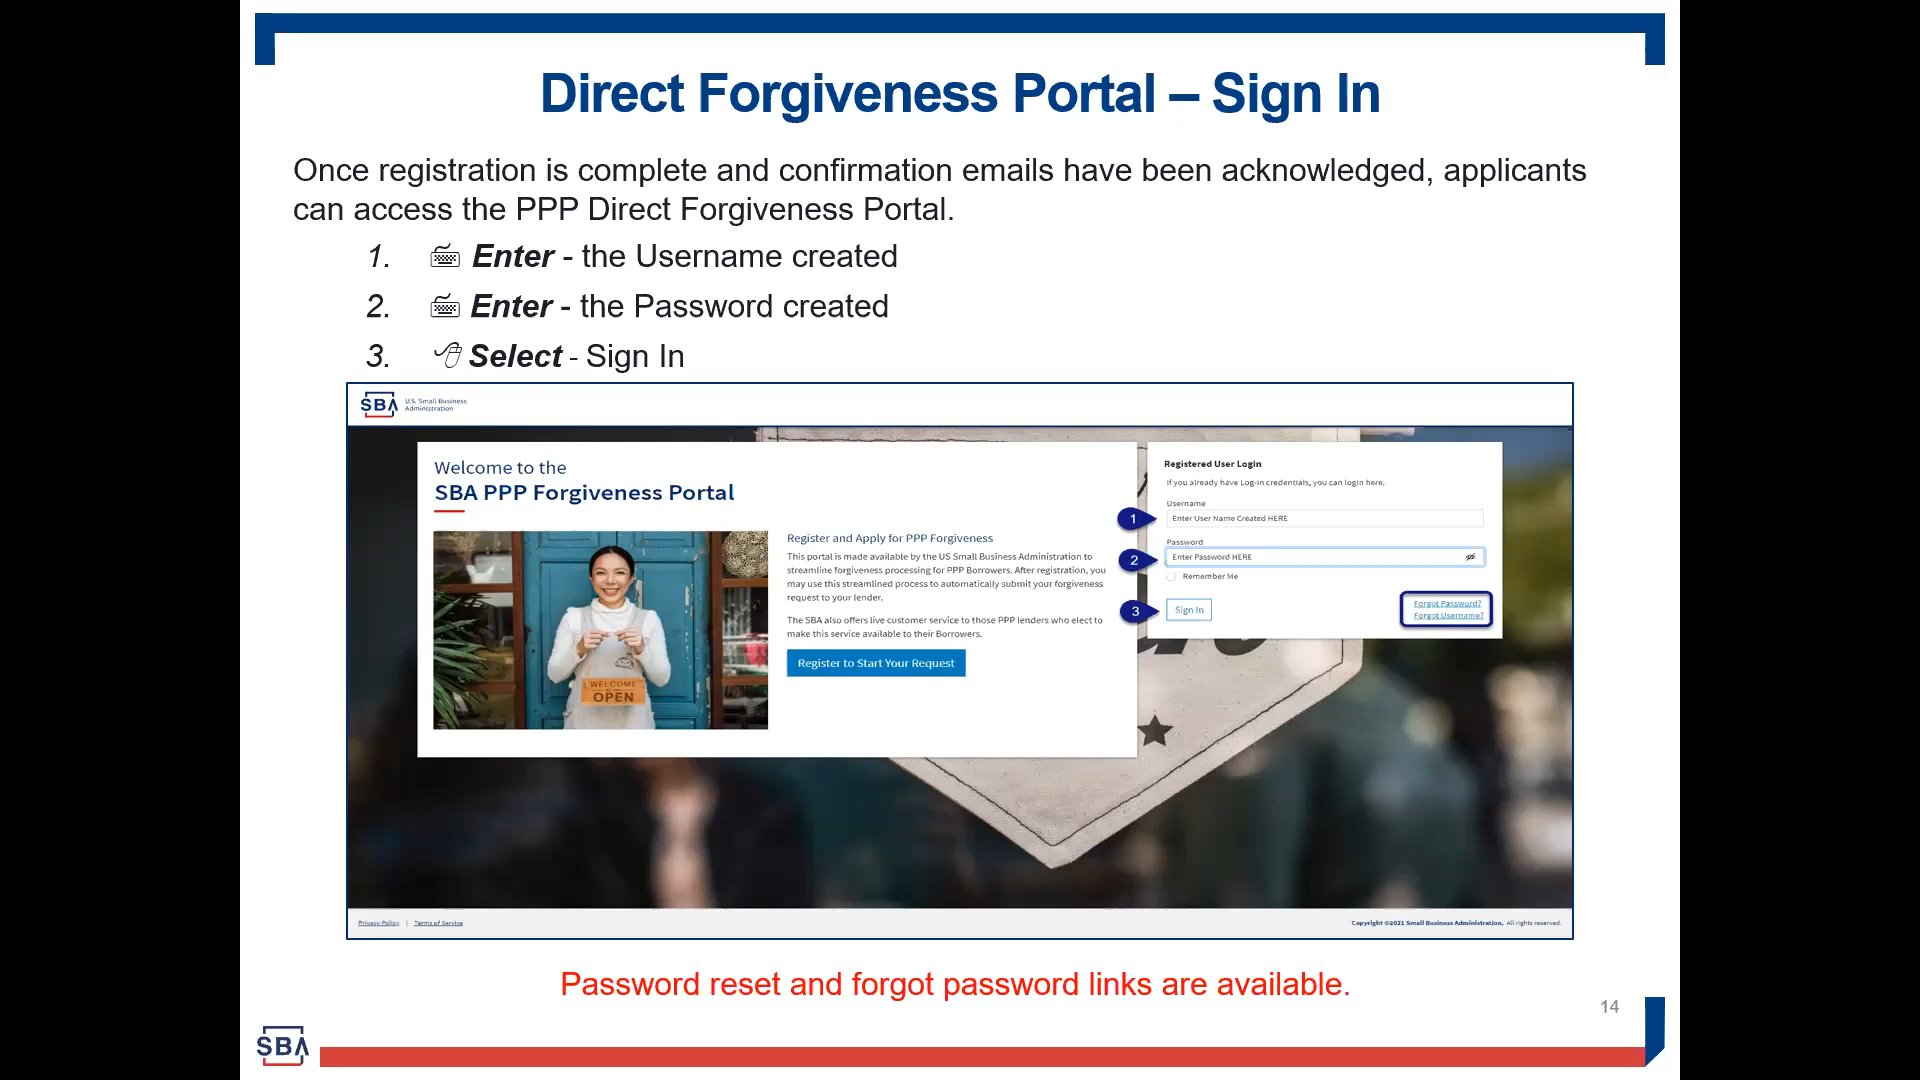 Direct Forgiveness Portal – Sign In
Once registration is complete and confirmation emails have been acknowledged, applicants
can access the PPP Direct Forgiveness Portal.
1. Enter - the Username created
2. Enter - the Password created
3. Select - Sign In
SBA
U.S. Small Business
Administration
Welcome to the
SBA PPP Forgiveness Portal
WELCOME
OPEN
Register and Apply for PPP Forgiveness
This portal is made available by the US Small Business Administration to
streamline forgiveness processing for PPP Borrowers. After registration, you
may use this streamlined process to automatically submit your forgiveness
request to your lender.
The SBA also offers live customer service to those PPP lenders who elect to
make this service available to their Borrowers.
Register to Start Your Request
Registered User Login
If you already have Log-in credentials, you can login here.
Username
1
Enter User Name Created HERE
Password
2
Enter Password HERE
Remember Me
3
Sign In
Forgot Password?
Forgot Username?
Privacy Policy | Terms of Service
Copyright ©2021 Small Business Administration. All rights reserved.
Password reset and forgot password links are available.
14
SBA